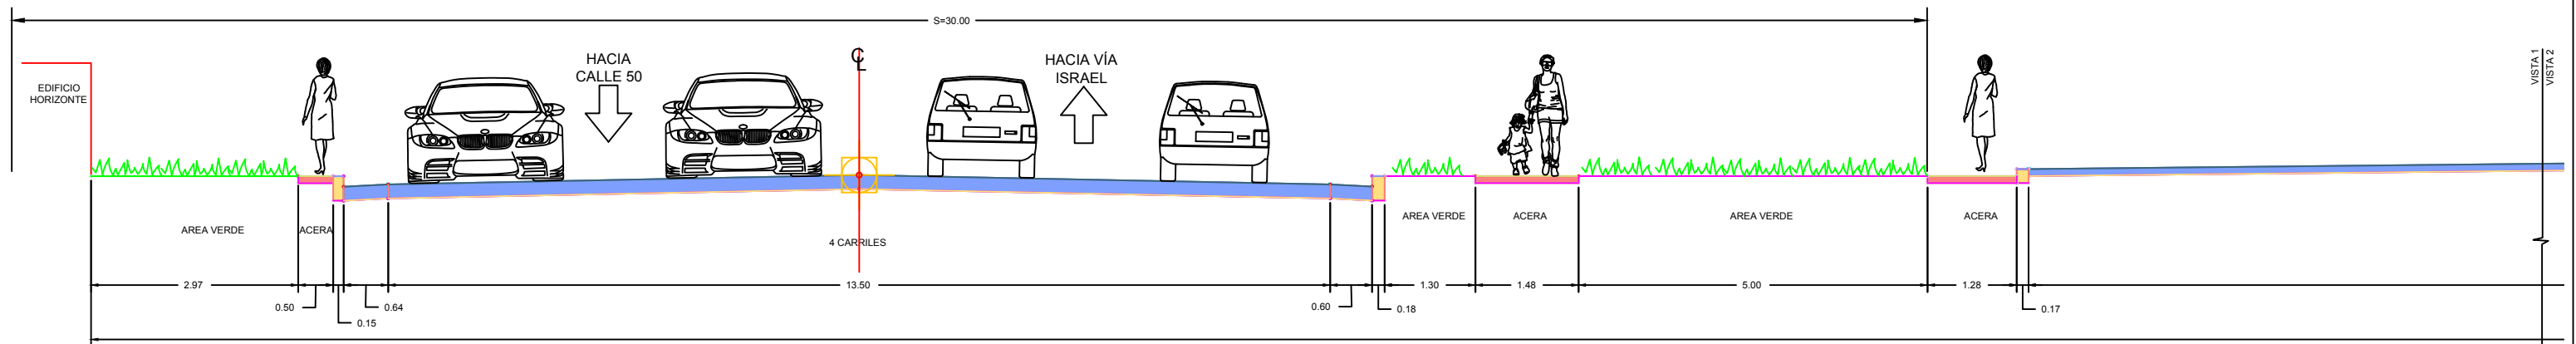 S=30.00
EDIFICIO
HORIZONTE
HACIA
CALLE 50
℄
HACIA VÍA
ISRAEL
VISTA 1
VISTA 2
AREA VERDE
ACERA
4 CARRILES
AREA VERDE
ACERA
AREA VERDE
ACERA
2.97
0.50
0.15
0.64
13.50
0.60
0.18
1.30
1.48
5.00
1.28
0.17